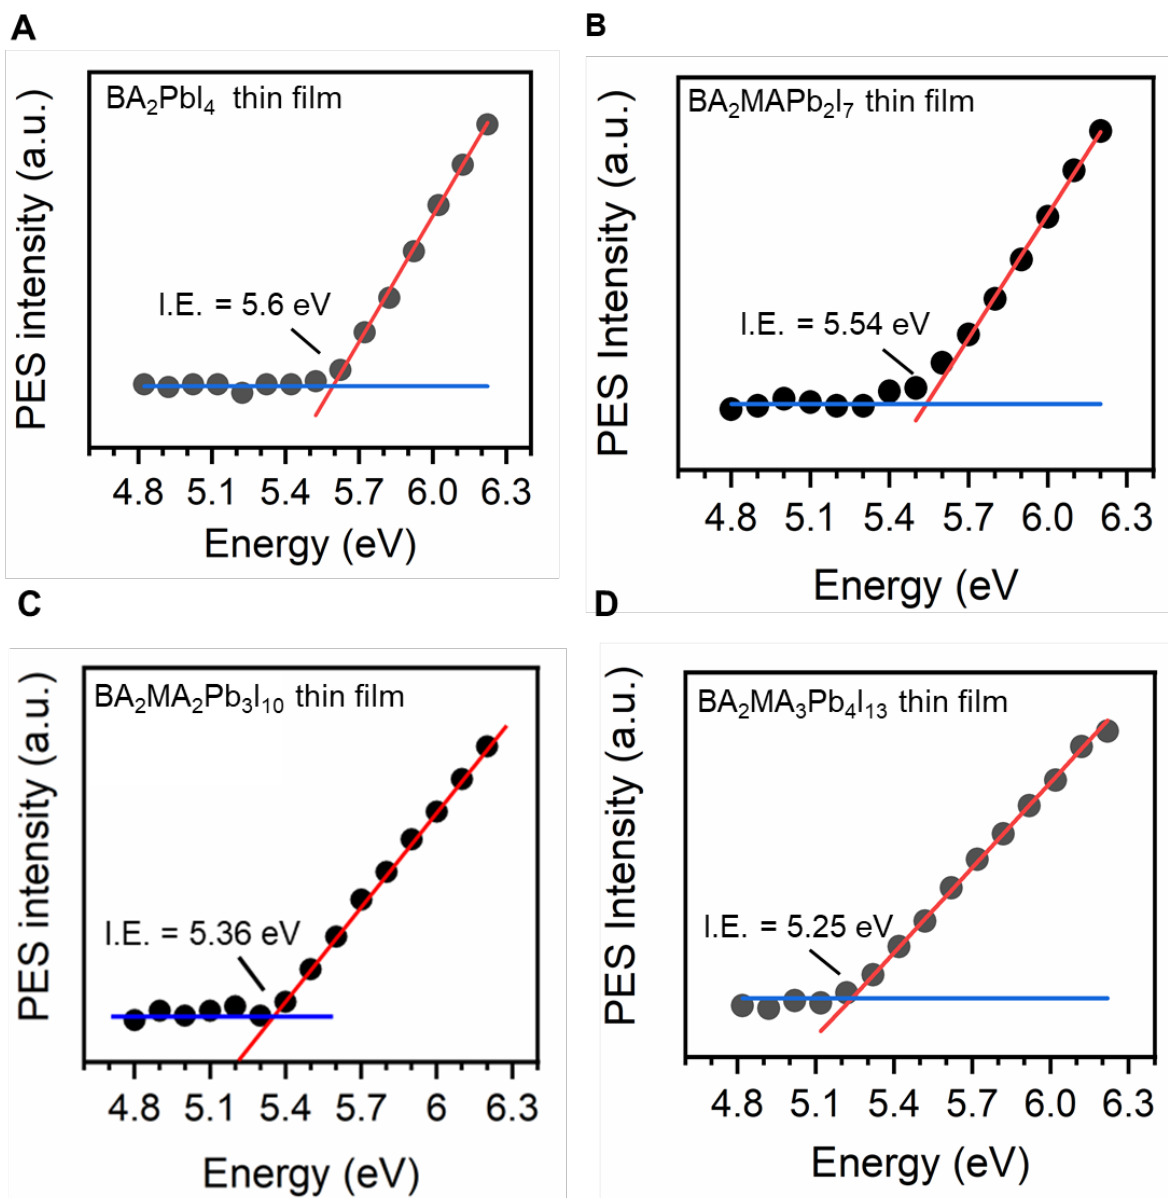 A
BA₂PbI₄ thin film
PES intensity (a.u.)
I.E. = 5.6 eV
4.8 5.1 5.4 5.7 6.0 6.3
Energy (eV)
B
BA₂MAPb₂I₇ thin film
PES Intensity (a.u.)
I.E. = 5.54 eV
4.8 5.1 5.4 5.7 6.0 6.3
Energy (eV
C
BA₂MA₂Pb₃I₁₀ thin film
PES intensity (a.u.)
I.E. = 5.36 eV
4.8 5.1 5.4 5.7 6 6.3
Energy (eV)
D
BA₂MA₃Pb₄I₁₃ thin film
PES Intensity (a.u.)
I.E. = 5.25 eV
4.8 5.1 5.4 5.7 6.0 6.3
Energy (eV)